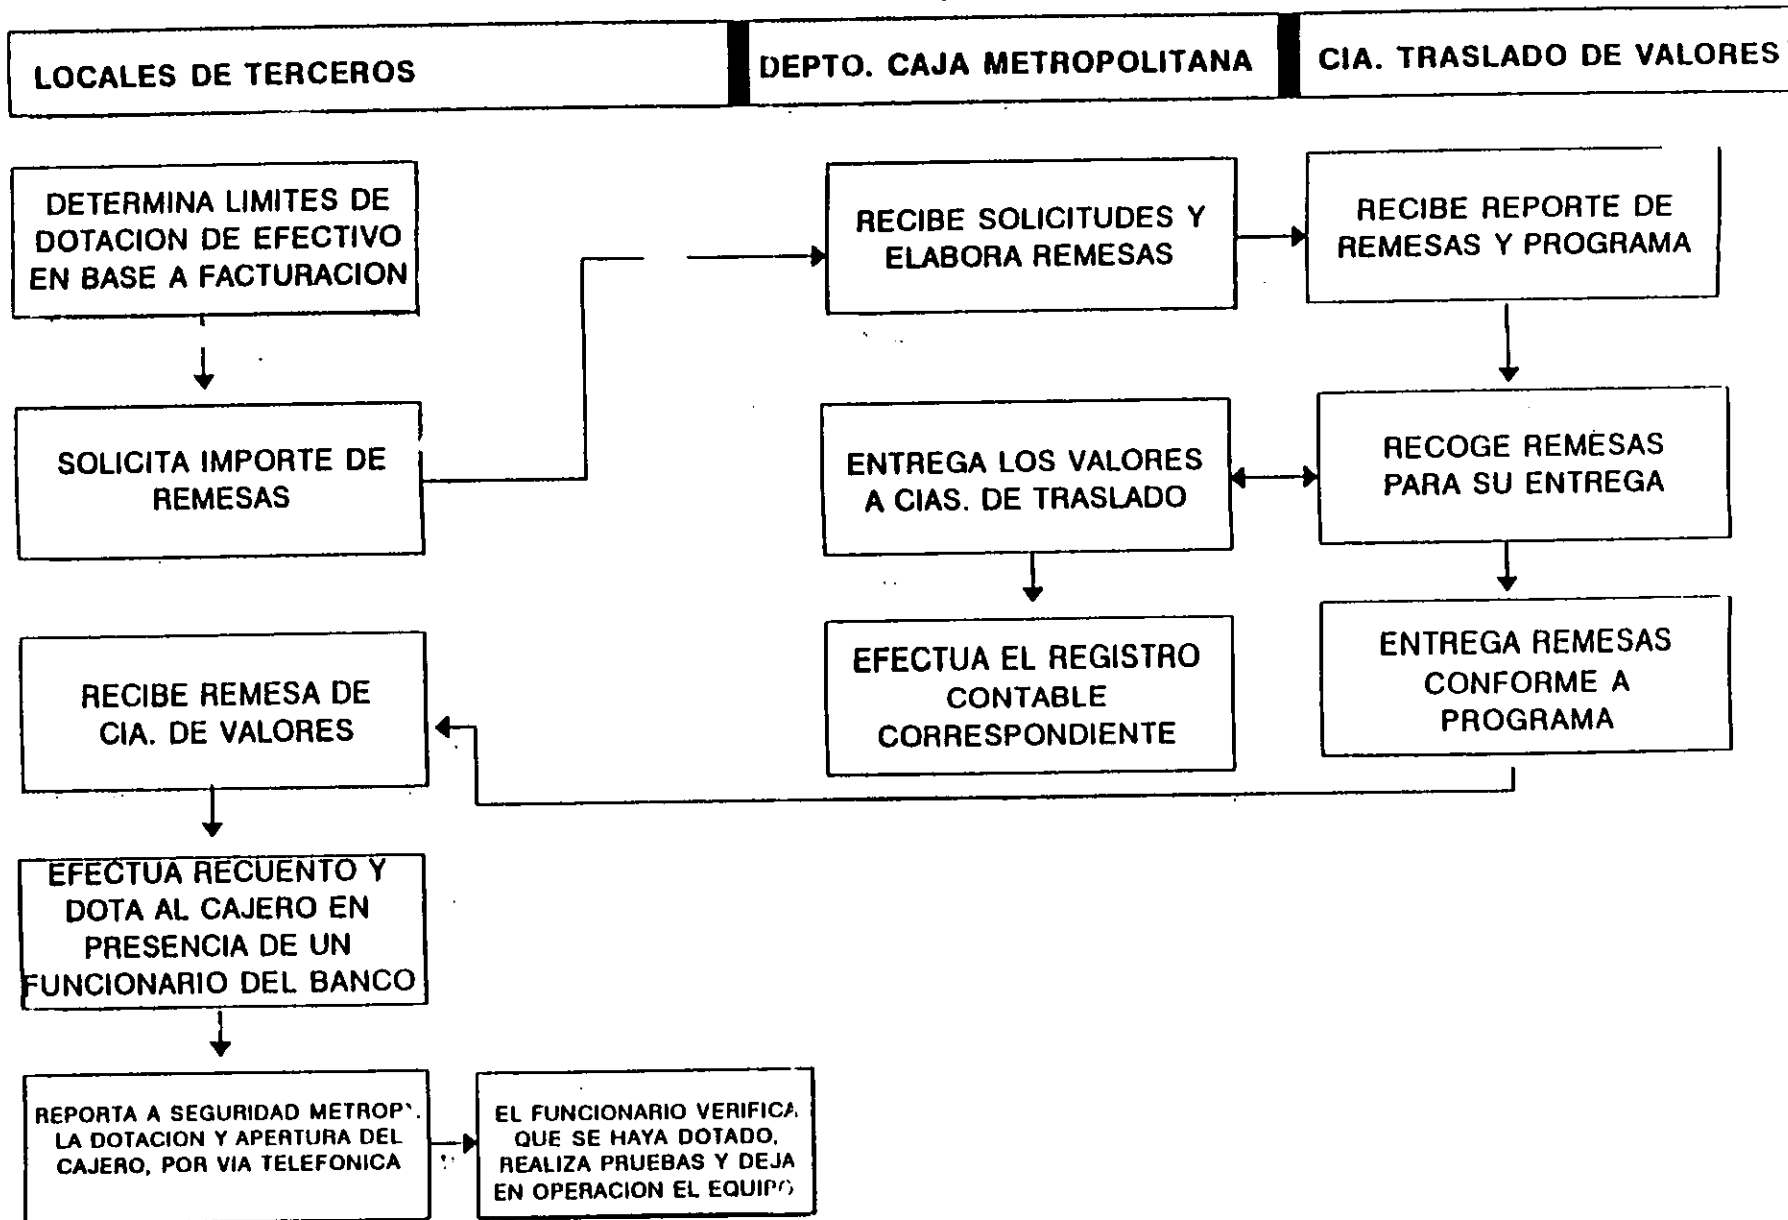 LOCALES DE TERCEROS
DEPTO. CAJA METROPOLITANA
CIA. TRASLADO DE VALORES
DETERMINA LIMITES DE
DOTACION DE EFECTIVO
EN BASE A FACTURACION
RECIBE SOLICITUDES Y
ELABORA REMESAS
RECIBE REPORTE DE
REMESAS Y PROGRAMA
SOLICITA IMPORTE DE
REMESAS
ENTREGA LOS VALORES
A CIAS. DE TRASLADO
RECOGE REMESAS
PARA SU ENTREGA
RECIBE REMESA DE
CIA. DE VALORES
EFECTUA EL REGISTRO
CONTABLE
CORRESPONDIENTE
ENTREGA REMESAS
CONFORME A
PROGRAMA
EFECTUA RECUENTO Y
DOTA AL CAJERO EN
PRESENCIA DE UN
FUNCIONARIO DEL BANCO
REPORTA A SEGURIDAD
LA DOTACION Y APERTURA DEL
CAJERO, POR VIA TELEFONICA
EL FUNCIONARIO VERIFICA
QUE SE HAYA DOTADO,
REALIZA PRUEBAS Y DEJA
EN OPERACION EL EQUIPO